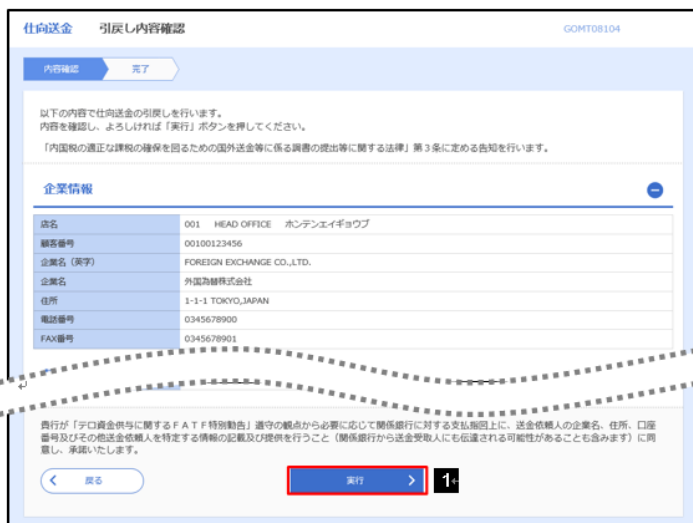 仕向送金 引戻し内容確認 GOMT08104
内容確認 完了
以下の内容で仕向送金の引戻しを行います。
内容を確認し、よろしければ「実行」ボタンを押してください。
「内国税の適正な課税の確保を図るための国外送金等に係る調書の提出等に関する法律」第3条に定める告知を行います。
企業情報
店名 001 HEAD OFFICE ホンテンエイギョウブ
顧客番号 00100123456
企業名（英字） FOREIGN EXCHANGE CO.,LTD.
企業名 外国為替株式会社
住所 1-1-1 TOKYO,JAPAN
電話番号 0345678900
FAX番号 0345678901
貴行が「テロ資金供与に関するＦＡＴＦ特別勧告」遵守の観点から必要に応じて関係銀行に対する支払指図上に、送金依頼人の企業名、住所、口座
番号及びその他送金依頼人を特定する情報の記載及び提供を行うこと（関係銀行から送金受取人にも伝達される可能性があることも含みます）に同
意し、承諾いたします。
戻る 実行 1